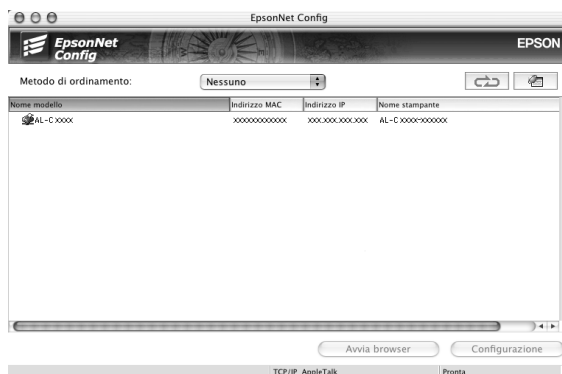 EpsonNet Config
EpsonNet
Config
EPSON
Metodo di ordinamento:
Nessuno
Nome modello
Indirizzo MAC
Indirizzo IP
Nome stampante
AL-C XXXX
XXXXXXXXXXXX
XXX.XXX.XXX.XXX
AL-C XXXX-XXXXXX
Avvia browser
Configurazione
TCP/IP AppleTalk
Pronta